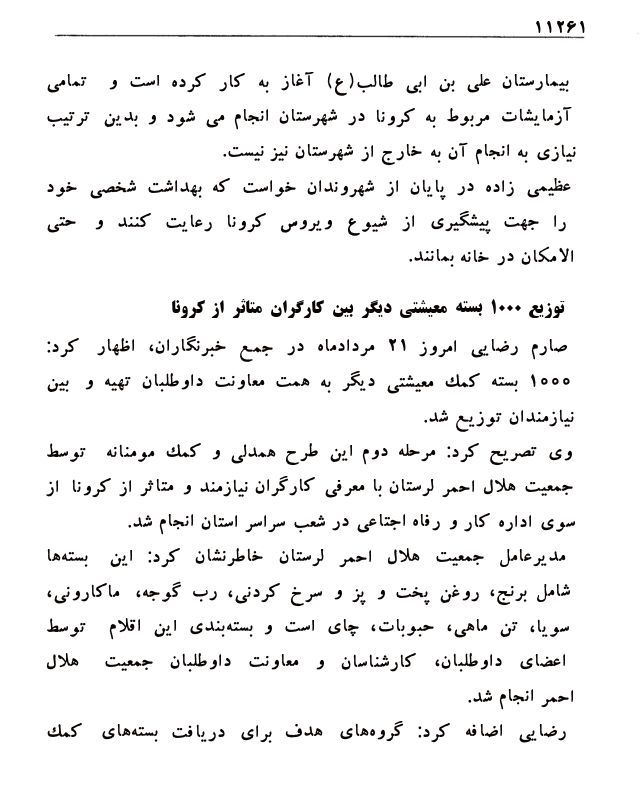 ۱۱۲۶۱
بیمارستان علی بن ابی طالب(ع) آغاز به کار کرده است و تمامی
آزمایشات مربوط به کرونا در شهرستان انجام می شود و بدین ترتیب
نیازی به انجام آن به خارج از شهرستان نیز نیست.
عظیمی زاده در پایان از شهروندان خواست که بهداشت شخصی خود
را جهت پیشگیری از شیوع ویروس کرونا رعایت کنند و حتی
الامکان در خانه بمانند.
توزیع ۱۰۰۰ بسته معیشتی دیگر بین کارگران متاثر از کرونا
صارم رضایی امروز ۲۱ مردادماه در جمع خبرنگاران، اظهار کرد:
۱۰۰۰ بسته کمك معیشتی دیگر به همت معاونت داوطلبان تهیه و بین
نیازمندان توزیع شد.
وی تصریح کرد: مرحله دوم این طرح همدلی و کمك مومنانه توسط
جمعیت هلال احمر لرستان با معرفی کارگران نیازمند و متاثر از کرونا از
سوی اداره کار و رفاه اجتماعی در شعب سراسر استان انجام شد.
مدیرعامل جمعیت هلال احمر لرستان خاطرنشان کرد: این بسته‌ها
شامل برنج، روغن پخت و پز و سرخ کردنی، رب گوجه، ماکارونی،
سویا، تن ماهی، حبوبات، چای است و بسته‌بندی این اقلام توسط
اعضای داوطلبان، کارشناسان و معاونت داوطلبان جمعیت هلال
احمر انجام شد.
رضایی اضافه کرد: گروه‌های هدف برای دریافت بسته‌های کمك